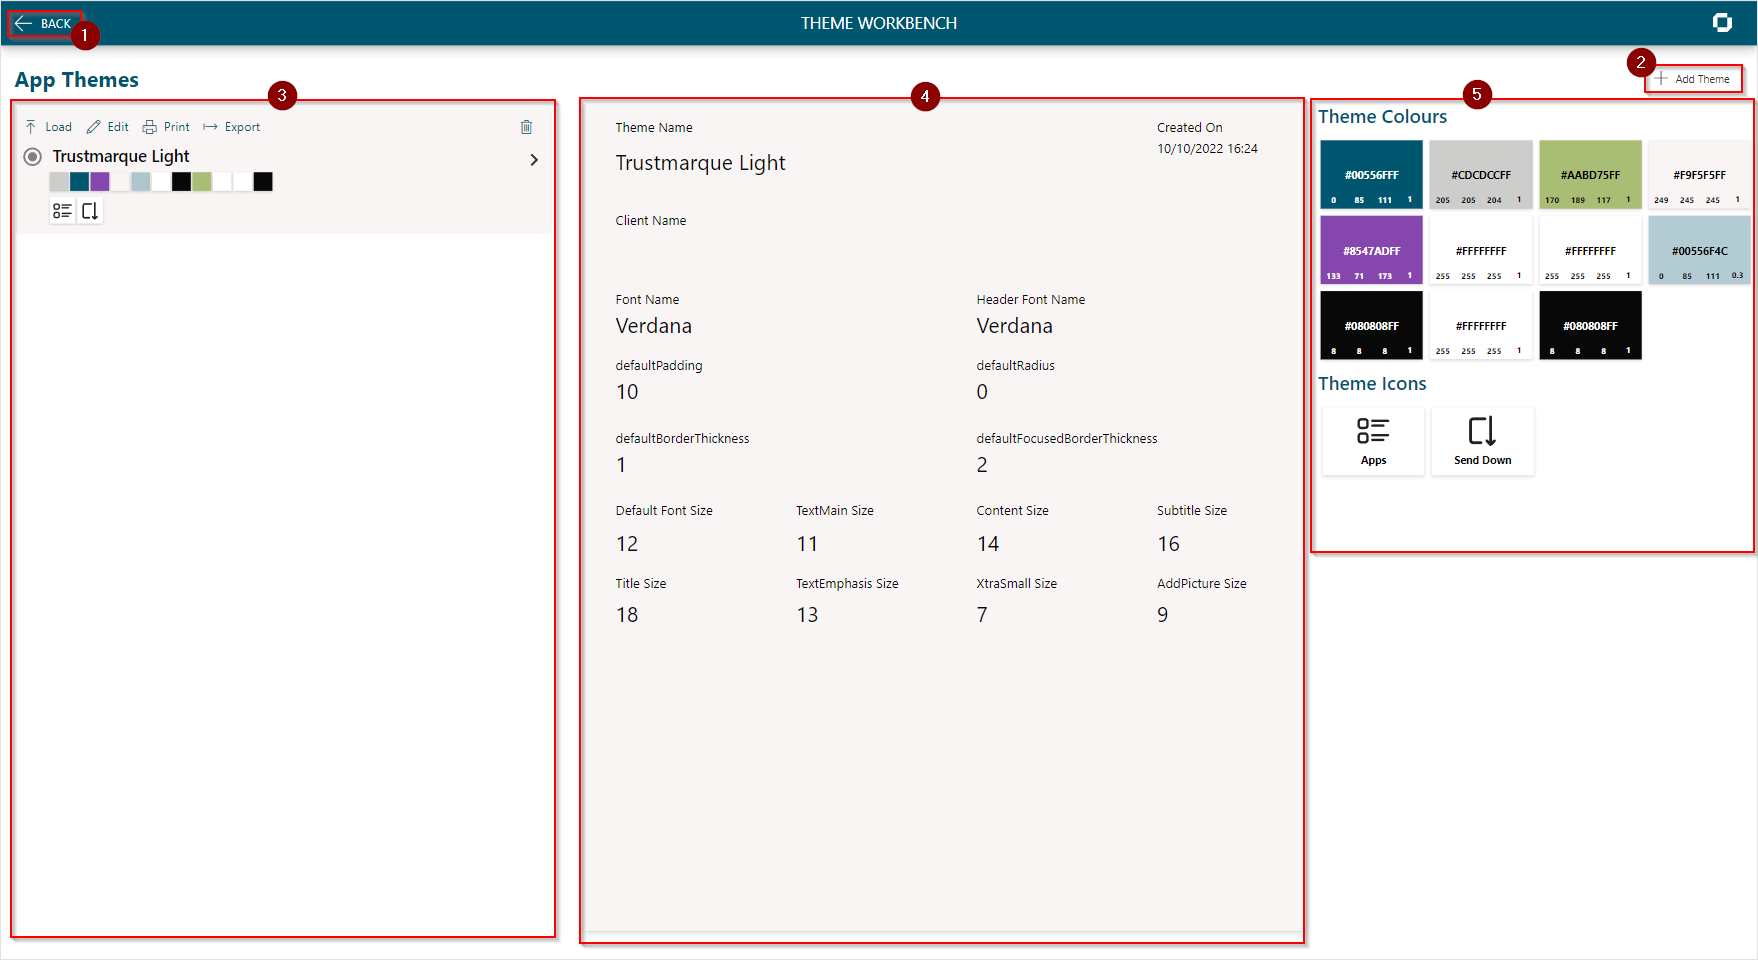 BACK
1
THEME WORKBENCH
App Themes
2
Add Theme
3
Load Edit Print Export
Trustmarque Light
4
Theme Name
Trustmarque Light
Created On
10/10/2022 16:24
Client Name
Font Name
Verdana
Header Font Name
Verdana
defaultPadding
10
defaultRadius
0
defaultBorderThickness
1
defaultFocusedBorderThickness
2
Default Font Size
12
TextMain Size
11
Content Size
14
Subtitle Size
16
Title Size
18
TextEmphasis Size
13
XtraSmall Size
7
AddPicture Size
9
5
Theme Colours
#00556FFF
0 85 111 1
#CDCDCCFF
205 205 204 1
#AABD75FF
170 189 117 1
#F9F5F5FF
249 245 245 1
#8547ADFF
133 71 173 1
#FFFFFFFF
255 255 255 1
#FFFFFFFF
255 255 255 1
#00556F4C
0 85 111 0.3
#080808FF
8 8 8 1
#FFFFFFFF
255 255 255 1
#080808FF
8 8 8 1
Theme Icons
Apps
Send Down